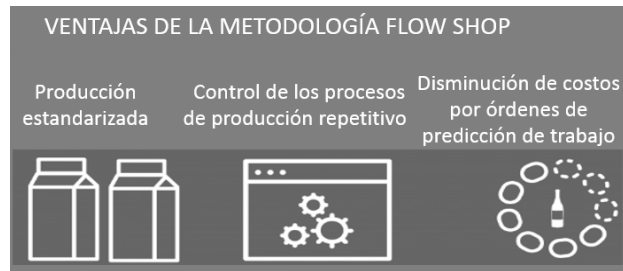 VENTAJAS DE LA METODOLOGÍA FLOW SHOP
Producción
estandarizada
Control de los procesos
de producción repetitivo
Disminución de costos
por órdenes de
predicción de trabajo